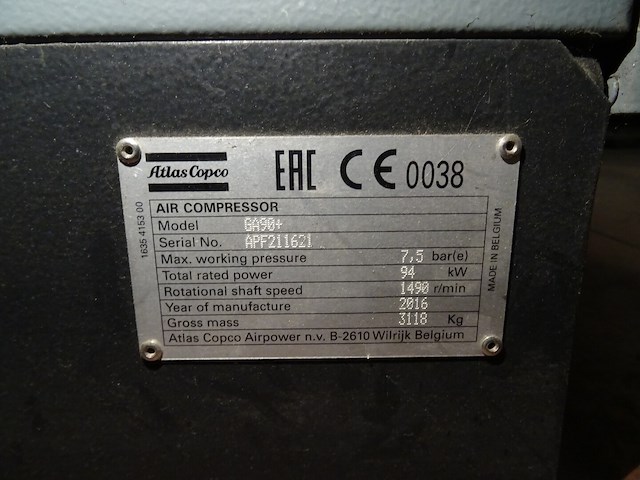 Atlas Copco EAC CE 0038
AIR COMPRESSOR
Model GA90+
Serial No. APF211621
Max. working pressure 7,5 bar(e)
Total rated power 94 kW
Rotational shaft speed 1490 r/min
Year of manufacture 2016
Gross mass 3118 Kg
Atlas Copco Airpower n.v. B-2610 Wilrijk Belgium
1635 4153 00
MADE IN BELGIUM